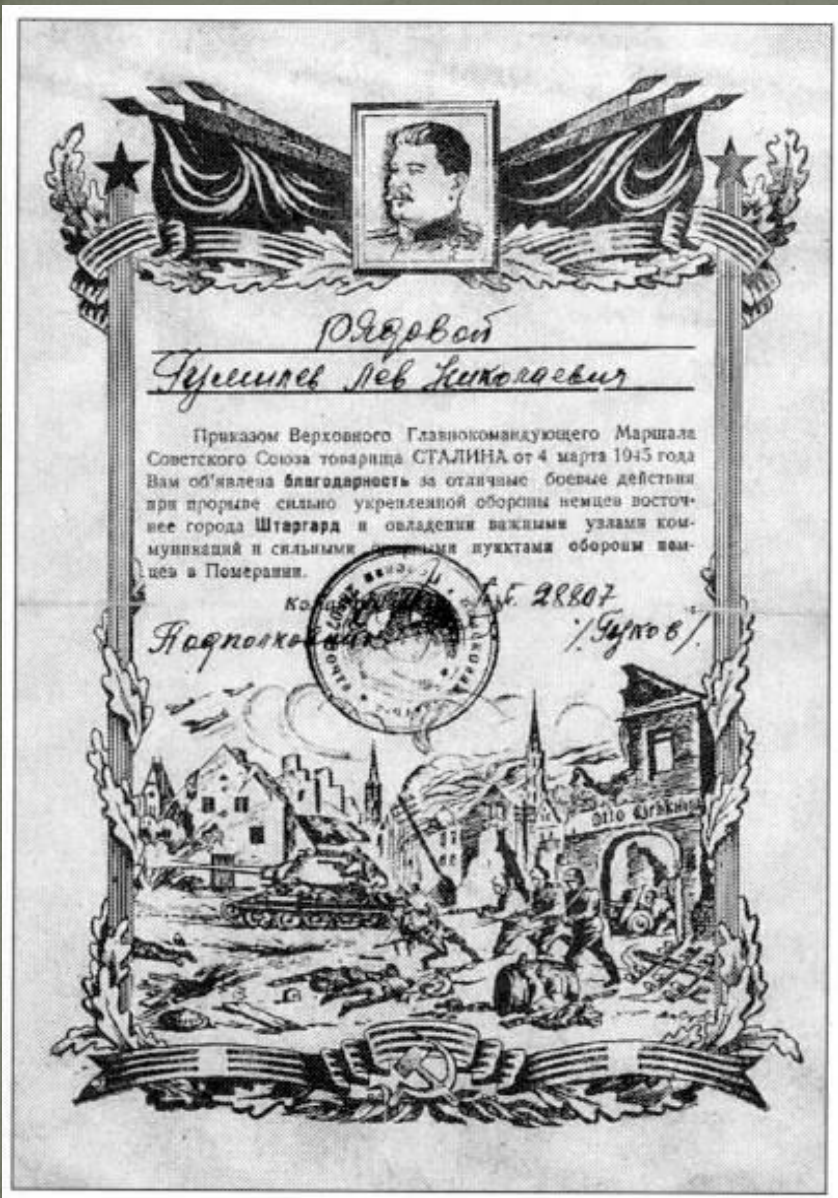 рядовой
Гумилев Лев Николаевич
Приказом Верховного Главнокомандующего Маршала
Советского Союза товарища СТАЛИНА от 4 марта 1945 года
Вам об'явлена благодарность за отличные боевые действия
при прорыве сильно укрепленной обороны немцев восточ-
нее города Штаргард и овладении важными узлами ком-
муникаций и сильными опорными пунктами обороны нем-
цев в Померании.
28807
Подполковник /Гуков/
Otto